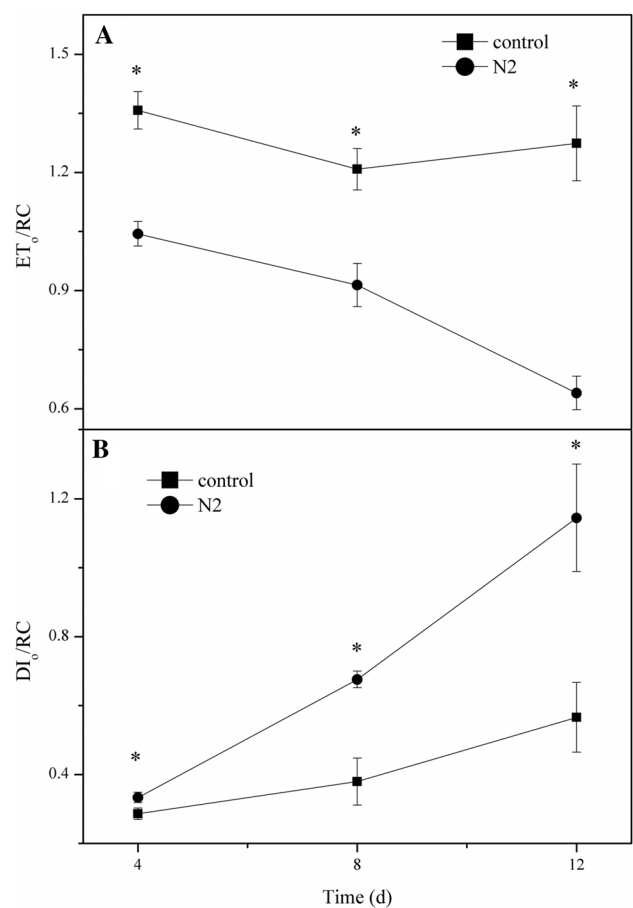 A
control
N2
1.5
1.2
0.9
0.6
ETo/RC
*
*
*
B
control
N2
1.2
0.8
0.4
DIo/RC
*
*
*
4
8
12
Time (d)